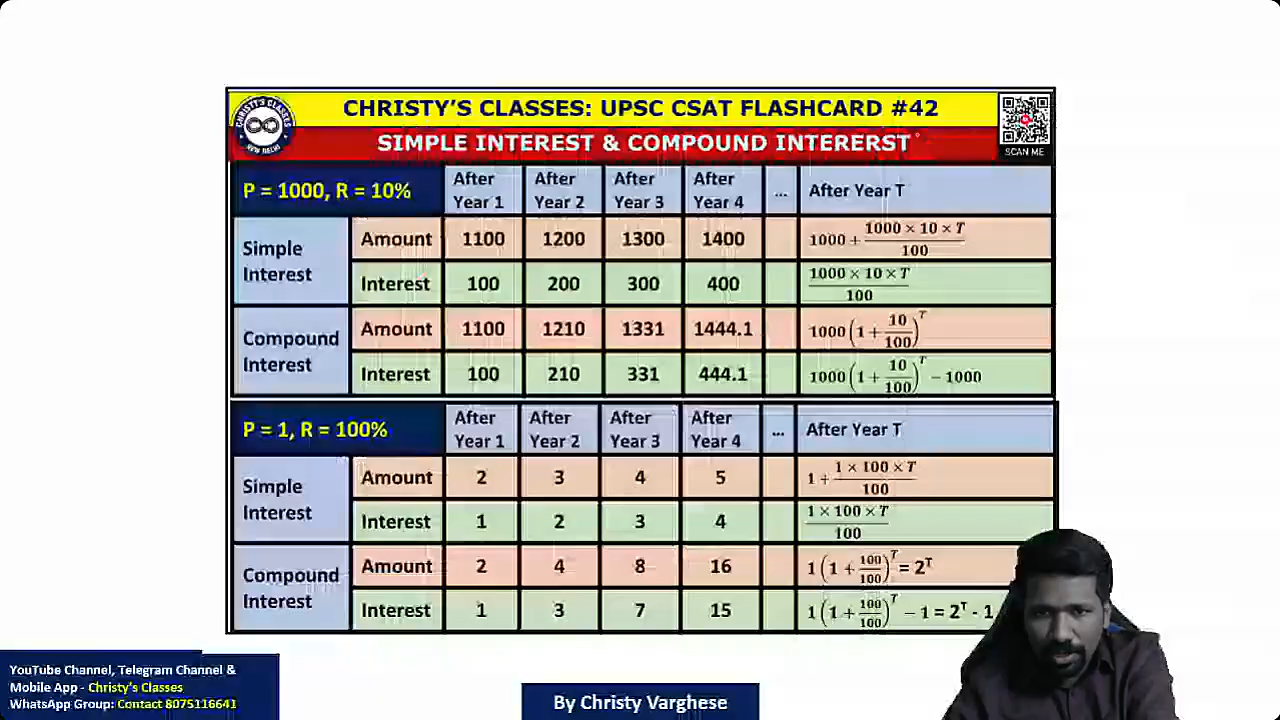 CHRISTY'S CLASSES: UPSC CSAT FLASHCARD #42
SIMPLE INTEREST & COMPOUND INTERERST
CHRISTY'S CLASSES
NEW DELHI
SCAN ME
P = 1000, R = 10% After Year 1 After Year 2 After Year 3 After Year 4 ... After Year T
Simple Interest Amount 1100 1200 1300 1400 1000 + (1000 × 10 × T)/100
Interest 100 200 300 400 (1000 × 10 × T)/100
Compound Interest Amount 1100 1210 1331 1444.1 1000(1 + 10/100)^T
Interest 100 210 331 444.1 1000(1 + 10/100)^T − 1000
P = 1, R = 100% After Year 1 After Year 2 After Year 3 After Year 4 ... After Year T
Simple Interest Amount 2 3 4 5 1 + (1 × 100 × T)/100
Interest 1 2 3 4 (1 × 100 × T)/100
Compound Interest Amount 2 4 8 16 1(1 + 100/100)^T = 2^T
Interest 1 3 7 15 1(1 + 100/100)^T − 1 = 2^T - 1
YouTube Channel, Telegram Channel &
Mobile App - Christy's Classes
WhatsApp Group: Contact 8075116641
By Christy Varghese